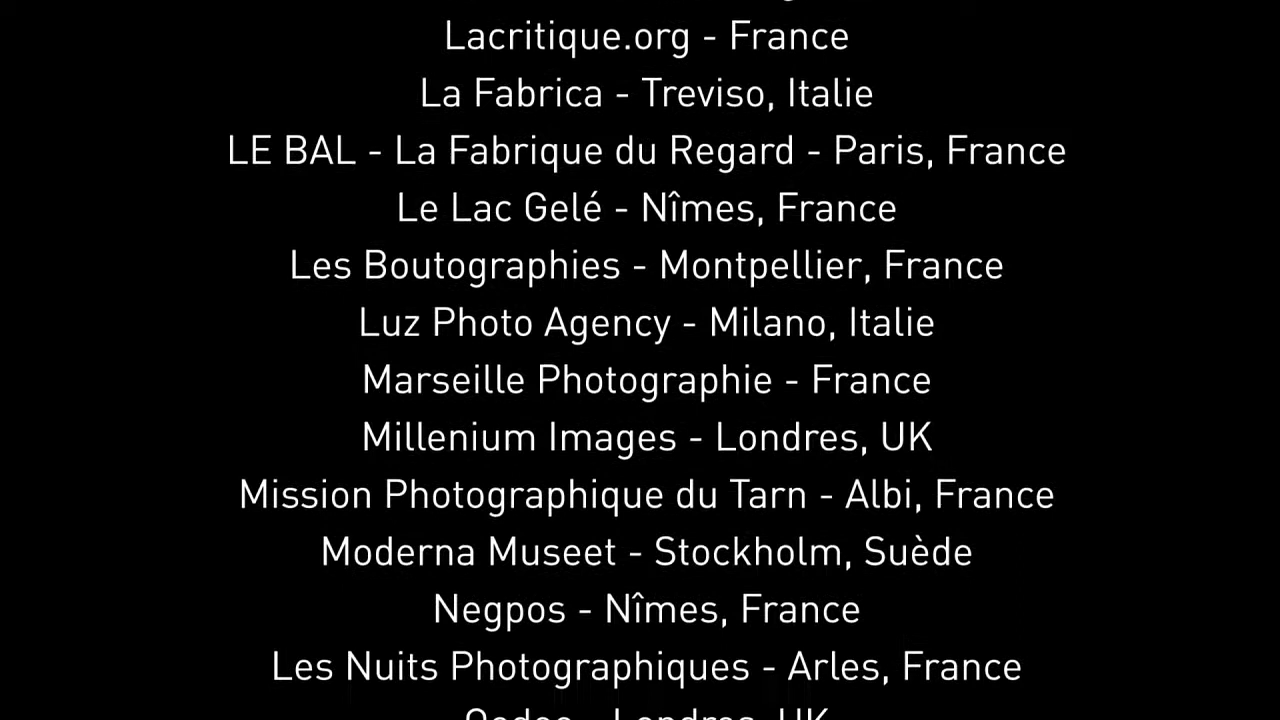 Lacritique.org - France
La Fabrica - Treviso, Italie
LE BAL - La Fabrique du Regard - Paris, France
Le Lac Gelé - Nîmes, France
Les Boutographies - Montpellier, France
Luz Photo Agency - Milano, Italie
Marseille Photographie - France
Millenium Images - Londres, UK
Mission Photographique du Tarn - Albi, France
Moderna Museet - Stockholm, Suède
Negpos - Nîmes, France
Les Nuits Photographiques - Arles, France
- Londres, UK